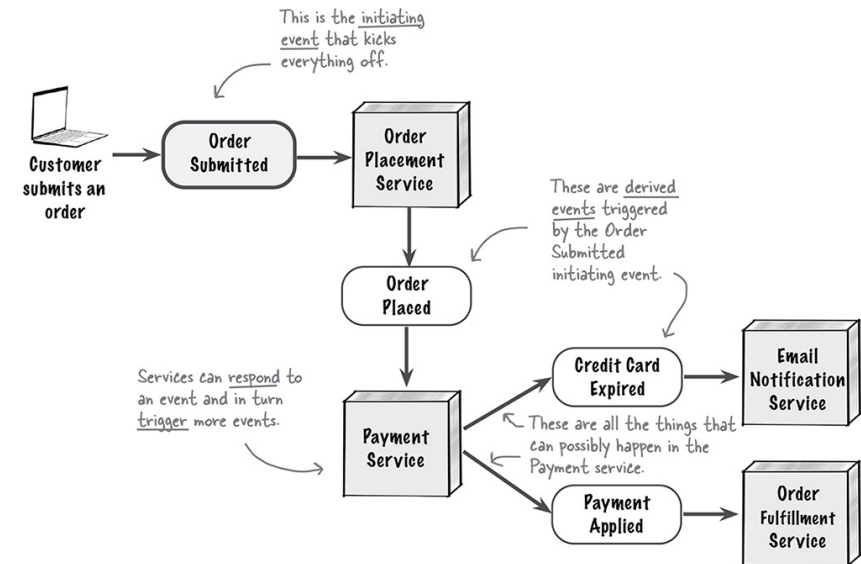 This is the initiating
event that kicks
everything off.
Customer
submits an
order
Order
Submitted
Order
Placement
Service
These are derived
events triggered
by the Order
Submitted
initiating event.
Order
Placed
Services can respond to
an event and in turn
trigger more events.
Payment
Service
Credit Card
Expired
Email
Notification
Service
These are all the things that
can possibly happen in the
Payment service.
Payment
Applied
Order
Fulfillment
Service